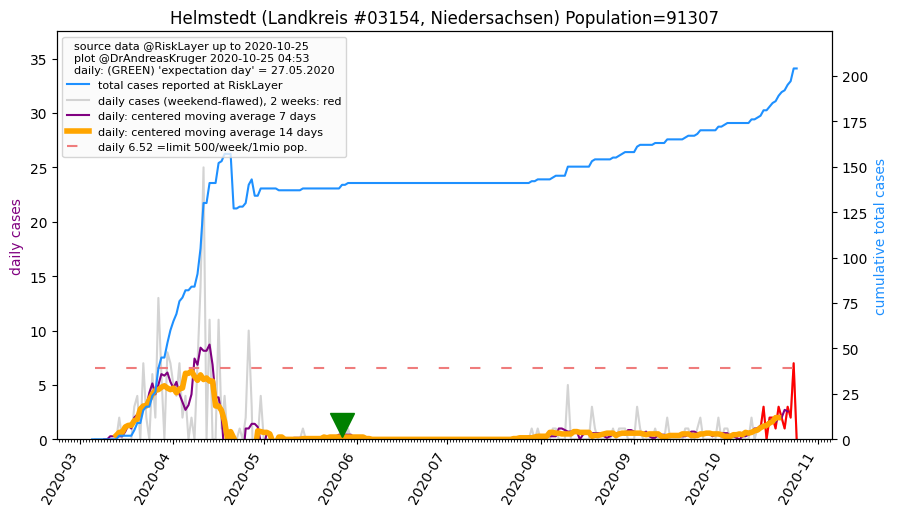 Helmstedt (Landkreis #03154, Niedersachsen) Population=91307
source data @RiskLayer up to 2020-10-25
plot @DrAndreasKruger 2020-10-25 04:53
daily: (GREEN) 'expectation day' = 27.05.2020
total cases reported at RiskLayer
daily cases (weekend-flawed), 2 weeks: red
daily: centered moving average 7 days
daily: centered moving average 14 days
daily 6.52 =limit 500/week/1mio pop.
daily cases
35
30
25
20
15
10
5
0
cumulative total cases
200
175
150
125
100
75
50
25
0
2020-03
2020-04
2020-05
2020-06
2020-07
2020-08
2020-09
2020-10
2020-11